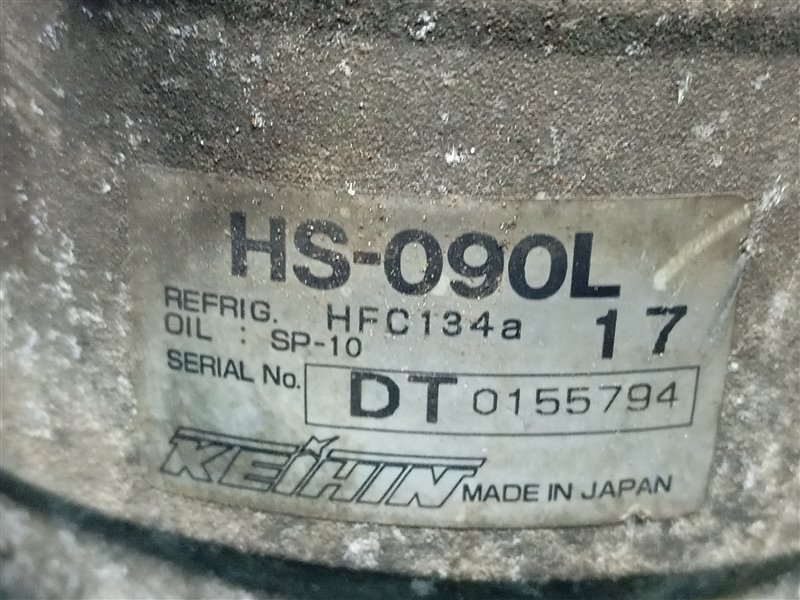 HS-090L
REFRIG. HFC134a 17
OIL : SP-10
SERIAL No. DT 0155794
KEIHIN MADE IN JAPAN